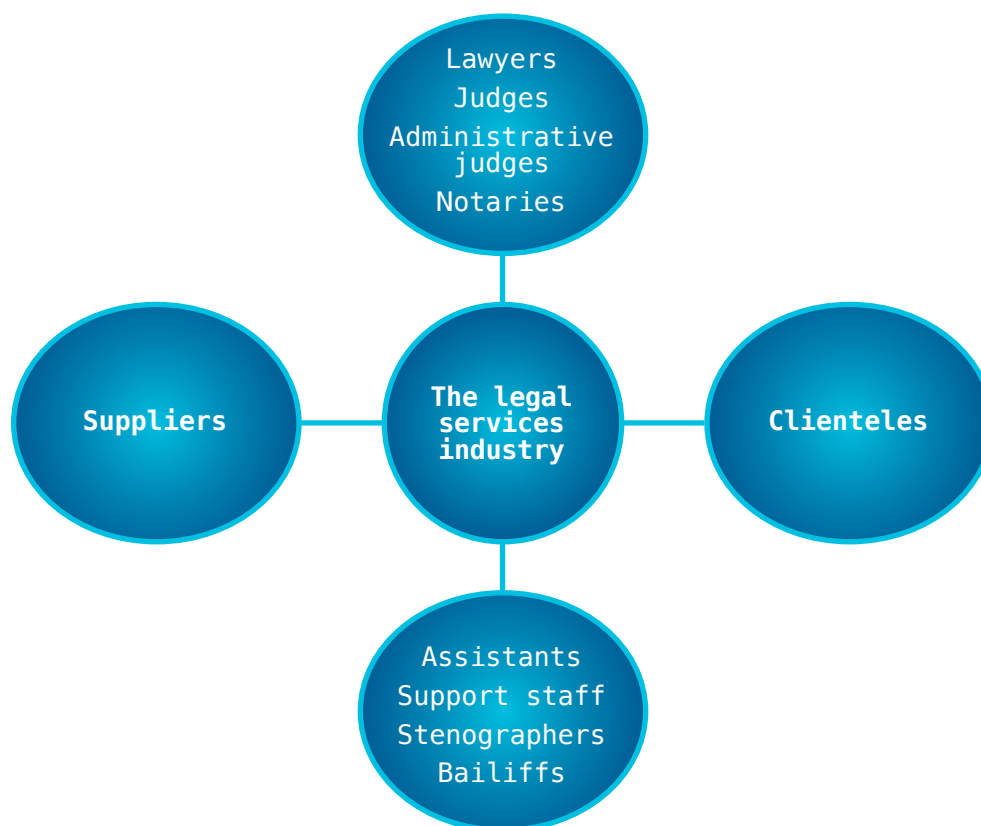 Lawyers
Judges
Administrative
judges
Notaries
Suppliers
The legal
services
industry
Clienteles
Assistants
Support staff
Stenographers
Bailiffs